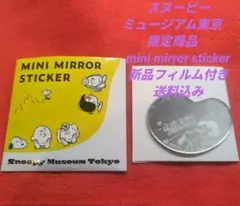 スヌーピー
ミュージアム東京
限定商品
mini mirror sticker
新品フィルム付き
送料込み
MINI MIRROR
STICKER
Snoopy Museum Tokyo